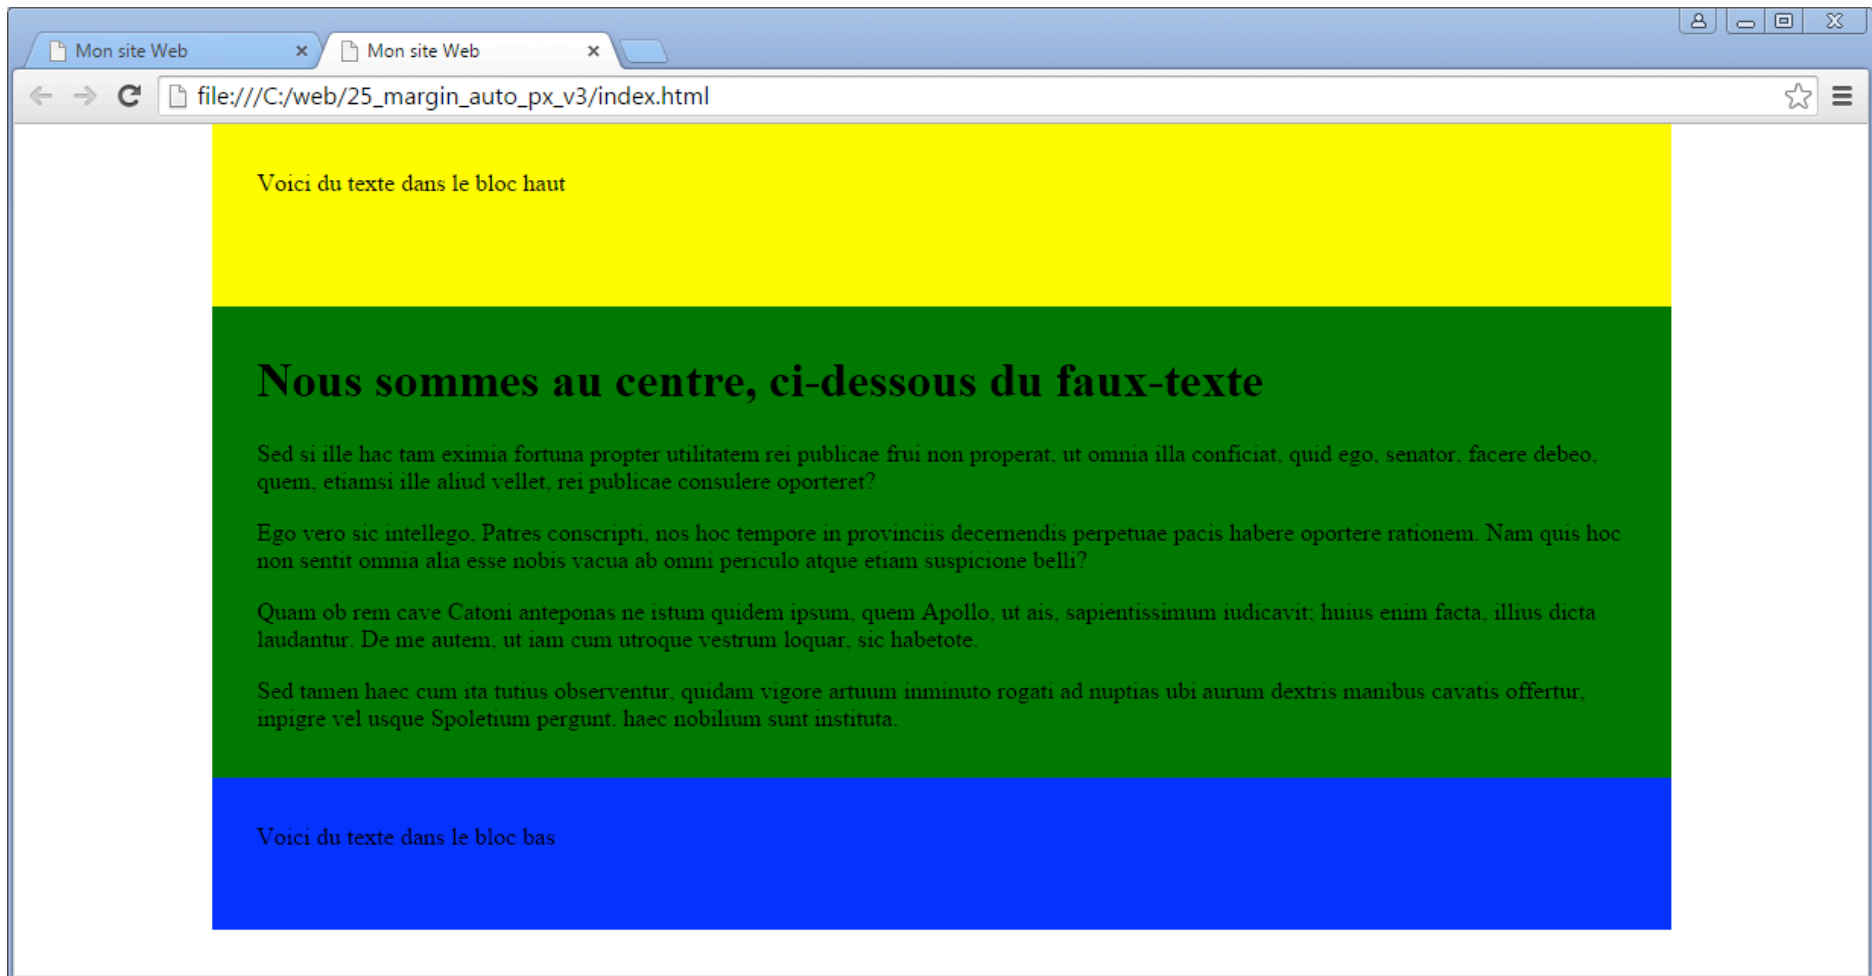 Mon site Web
Mon site Web
file:///C:/web/25_margin_auto_px_v3/index.html
Voici du texte dans le bloc haut
Nous sommes au centre, ci-dessous du faux-texte
Sed si ille hac tam eximia fortuna propter utilitatem rei publicae frui non properat, ut omnia illa conficiat, quid ego, senator, facere debeo,
quem, etiamsi ille aliud vellet, rei publicae consulere oporteret?
Ego vero sic intellego, Patres conscripti, nos hoc tempore in provinciis decernendis perpetuae pacis habere oportere rationem. Nam quis hoc
non sentit omnia alia esse nobis vacua ab omni periculo atque etiam suspicione belli?
Quam ob rem cave Catoni anteponas ne istum quidem ipsum, quem Apollo, ut ais, sapientissimum iudicavit; huius enim facta, illius dicta
laudantur. De me autem, ut iam cum utroque vestrum loquar, sic habetote.
Sed tamen haec cum ita tutius observentur, quidam vigore artuum inminuto rogati ad nuptias ubi aurum dextris manibus cavatis offertur,
inpigre vel usque Spoletium pergunt. haec nobilium sunt instituta.
Voici du texte dans le bloc bas